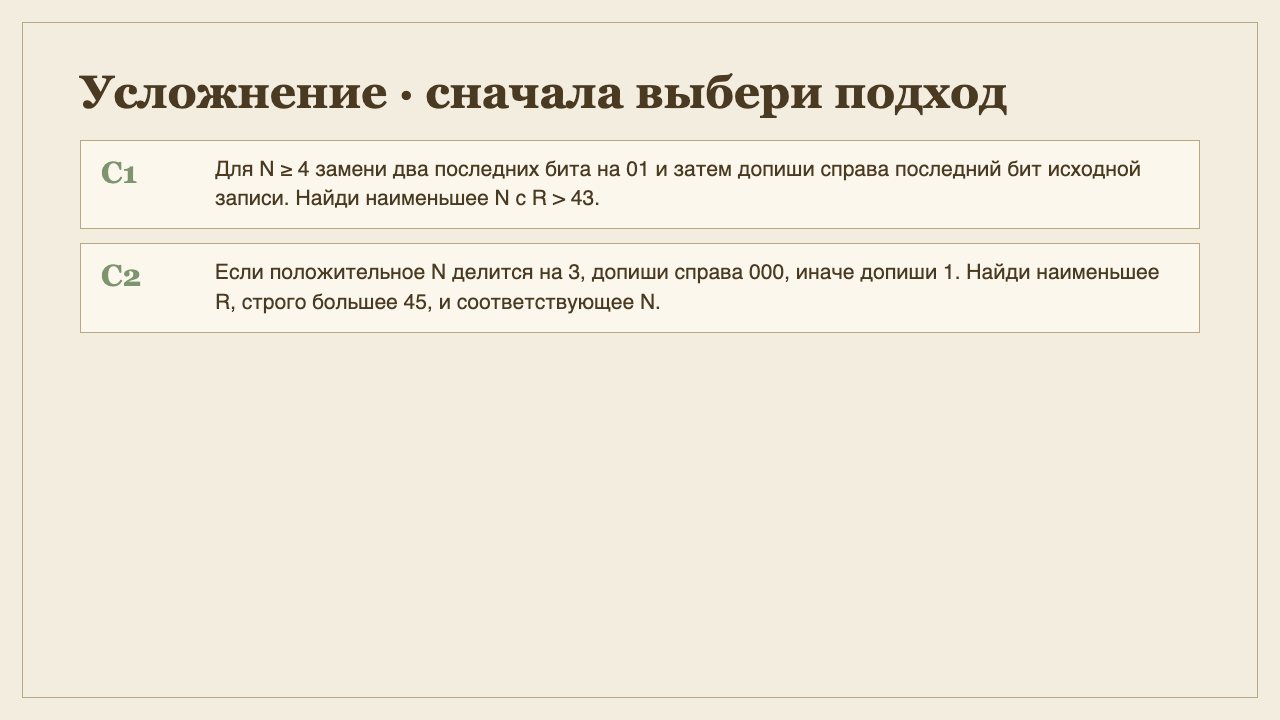 Усложнение · сначала выбери подход
C1
Для N ≥ 4 замени два последних бита на 01 и затем допиши справа последний бит исходной
записи. Найди наименьшее N с R > 43.
C2
Если положительное N делится на 3, допиши справа 000, иначе допиши 1. Найди наименьшее
R, строго большее 45, и соответствующее N.